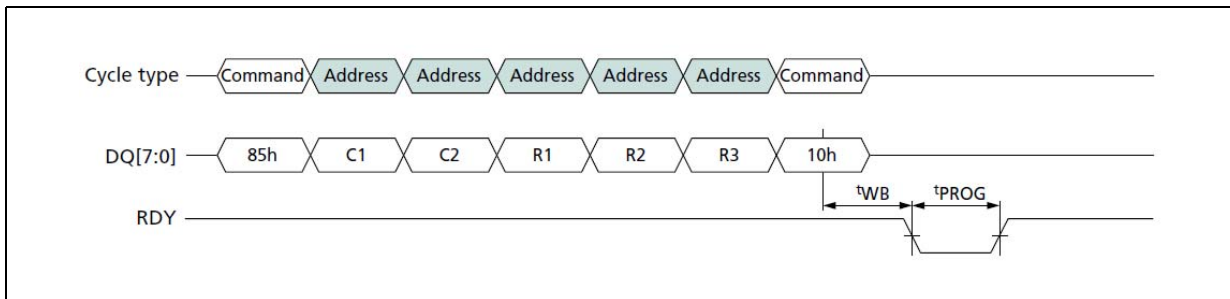 Cycle type Command Address Address Address Address Address Command
DQ[7:0] 85h C1 C2 R1 R2 R3 10h
tWB tPROG
RDY